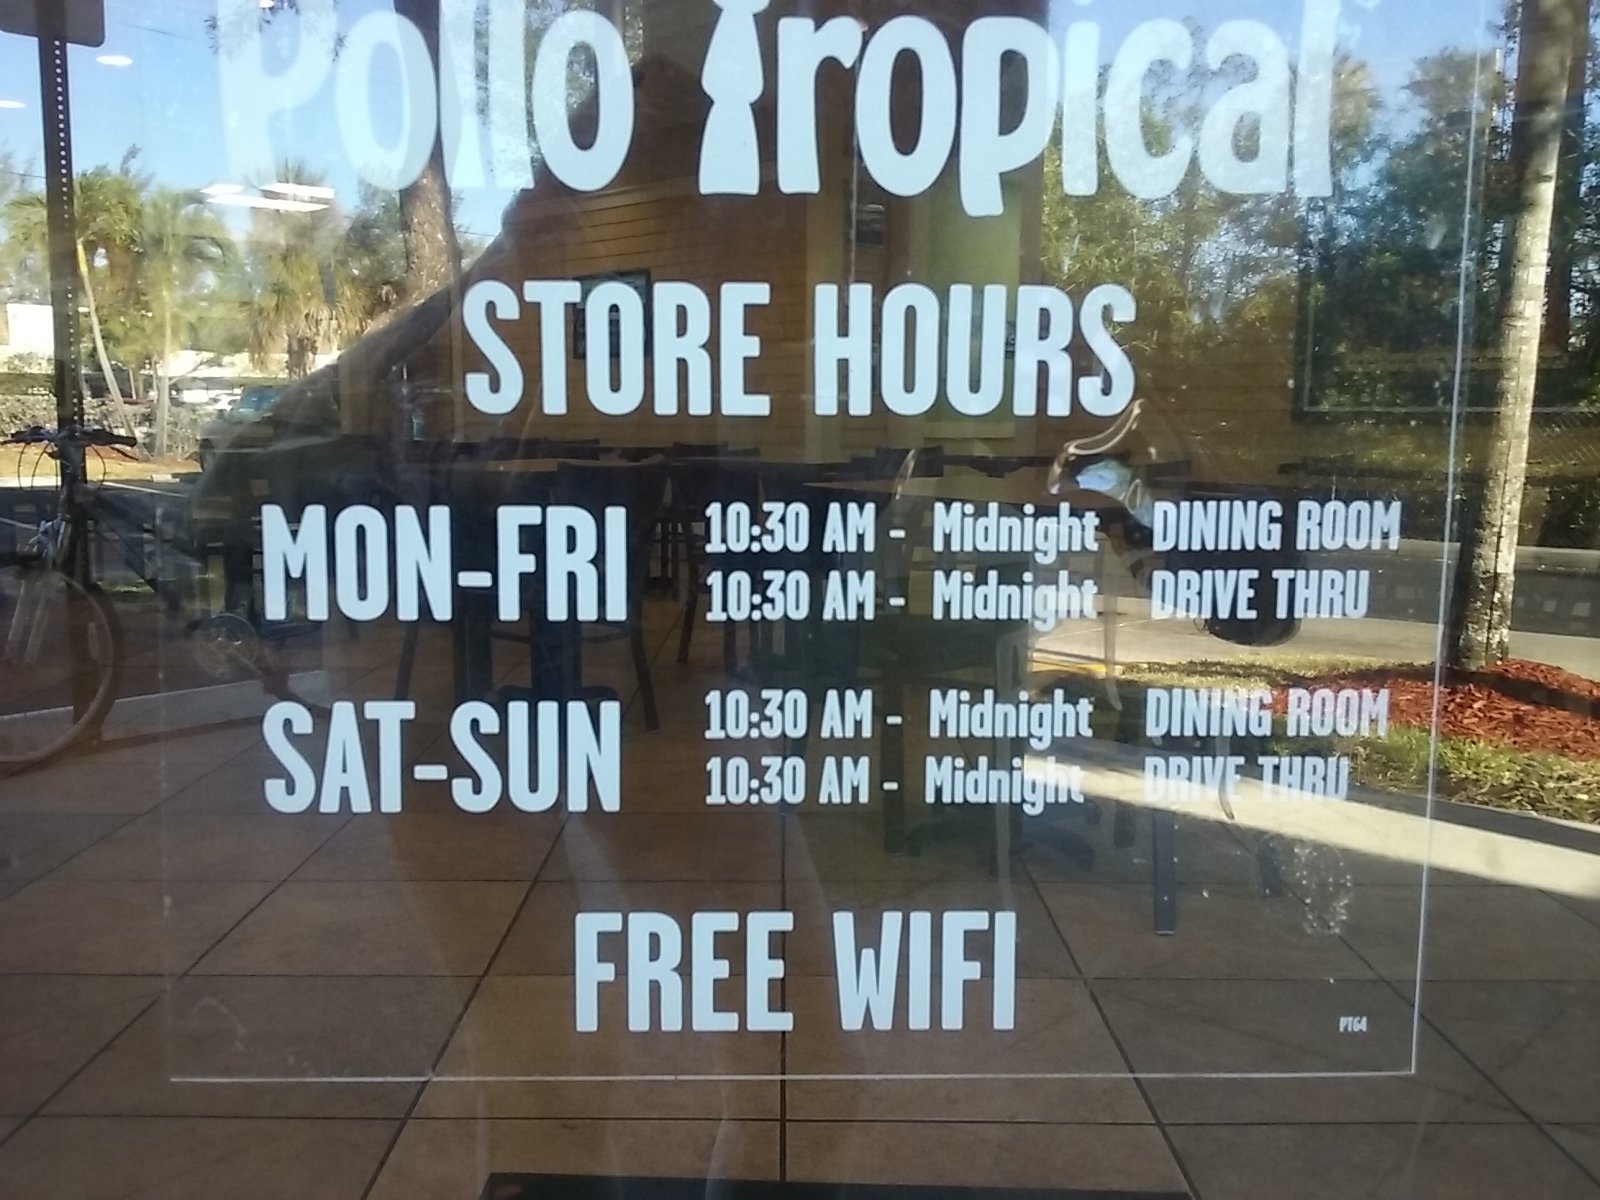 Pollo Tropical
STORE HOURS
MON-FRI 10:30 AM - Midnight DINING ROOM
10:30 AM - Midnight DRIVE THRU
SAT-SUN 10:30 AM - Midnight DINING ROOM
10:30 AM - Midnight DRIVE THRU
FREE WIFI
PT64